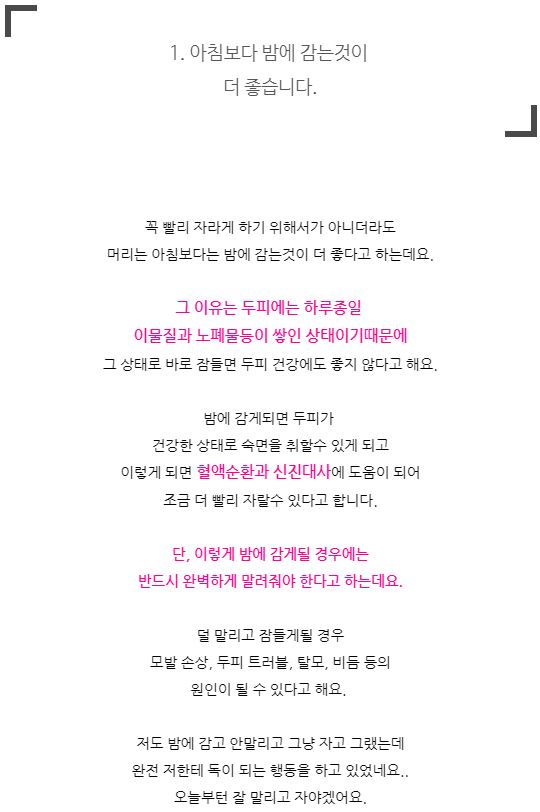 1. 아침보다 밤에 감는것이
더 좋습니다.
꼭 빨리 자라게 하기 위해서가 아니더라도
머리는 아침보다는 밤에 감는것이 더 좋다고 하는데요.
그 이유는 두피에는 하루종일
이물질과 노폐물등이 쌓인 상태이기때문에
그 상태로 바로 잠들면 두피 건강에도 좋지 않다고 해요.
밤에 감게되면 두피가
건강한 상태로 숙면을 취할수 있게 되고
이렇게 되면 혈액순환과 신진대사에 도움이 되어
조금 더 빨리 자랄수 있다고 합니다.
단, 이렇게 밤에 감게될 경우에는
반드시 완벽하게 말려줘야 한다고 하는데요.
덜 말리고 잠들게될 경우
모발 손상, 두피 트러블, 탈모, 비듬 등의
원인이 될 수 있다고 해요.
저도 밤에 감고 안말리고 그냥 자고 그랬는데
완전 저한테 독이 되는 행동을 하고 있었네요..
오늘부턴 잘 말리고 자야겠어요.